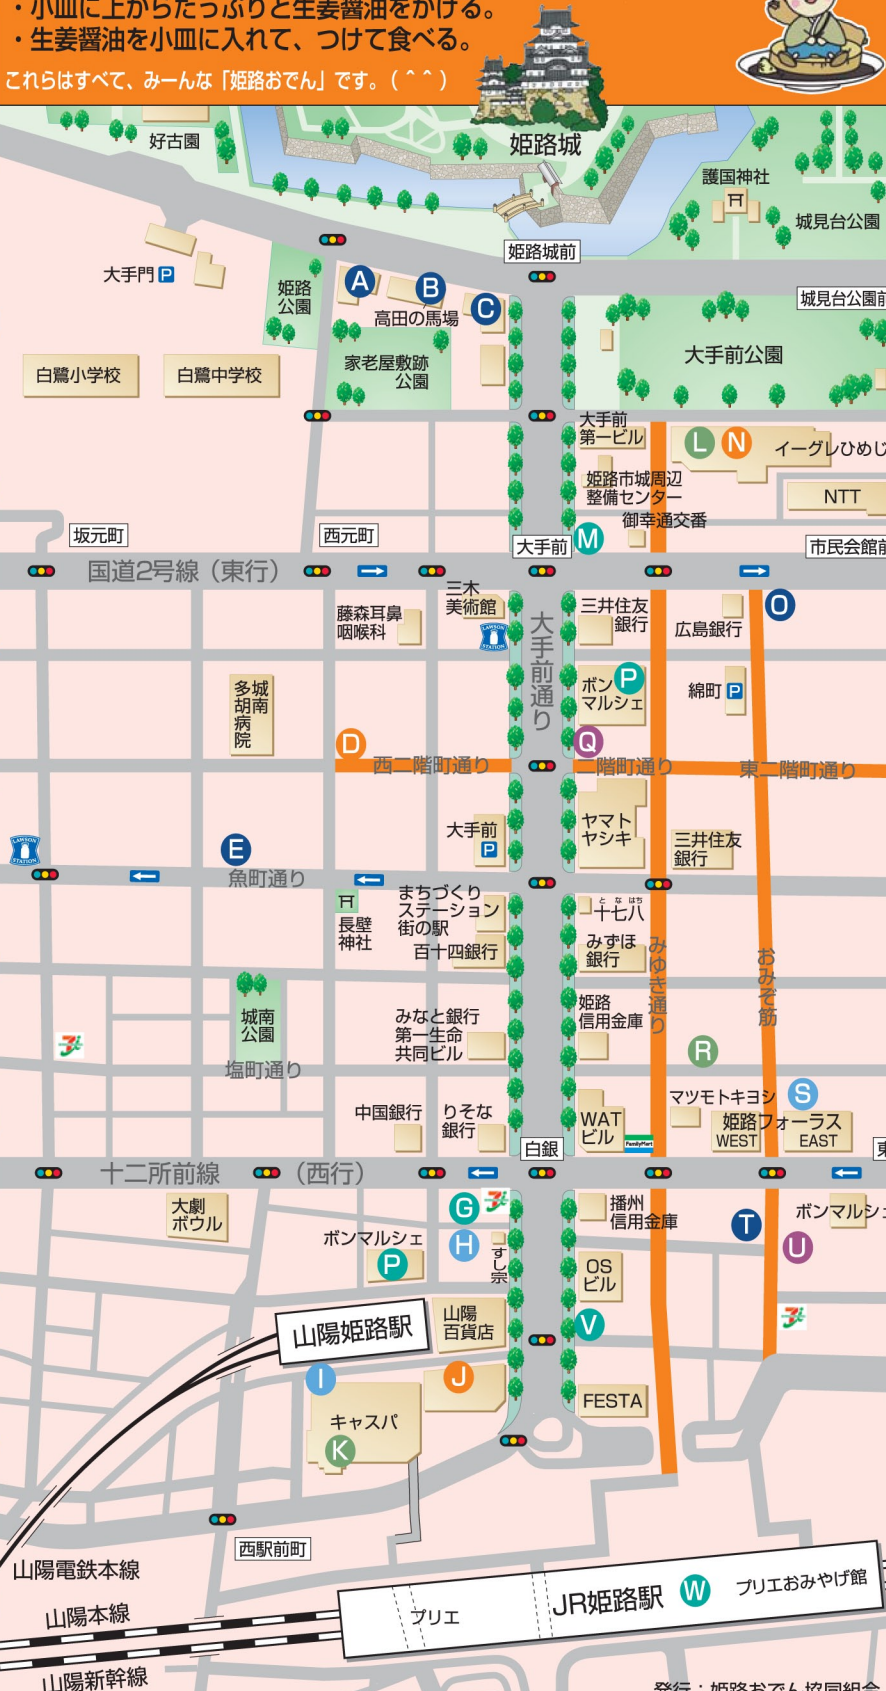 ・小皿に上からたっぷりと生姜醤油をかける。
・生姜醤油を小皿に入れて、つけて食べる。
これらはすべて、みーんな「姫路おでん」です。(＾＾)
好古園
姫路城
護国神社
城見台公園
姫路城前
大手門 P
姫路
公園
A
B
高田の馬場
C
城見台公園前
家老屋敷跡
公園
大手前公園
白鷺小学校
白鷺中学校
大手前
第一ビル
L
N
イーグレひめじ
姫路市城周辺
整備センター
NTT
御幸通交番
坂元町
西元町
大手前
M
市民会館前
国道2号線(東行)
三木
美術館
藤森耳鼻
咽喉科
LAWSON
STATION
大手前通り
三井住友
銀行
広島銀行
O
城南
多胡病院
ボン
マルシェ
P
綿町 P
D
Q
西二階町通り
二階町通り
東二階町通り
大手前
P
ヤマト
ヤシキ
三井住友
銀行
LAWSON
STATION
E
魚町通り
長壁
神社
まちづくり
ステーション
街の駅
百十四銀行
と な はち
十七八
みずほ
銀行
みゆき通り
おみぞ筋
城南
公園
みなと銀行
第一生命
共同ビル
姫路
信用金庫
塩町通り
R
マツモトキヨシ
S
中国銀行
りそな
銀行
WAT
ビル
FamilyMart
姫路フォーラス
WEST
EAST
白銀
十二所前線
(西行)
大劇
ボウル
G
播州
信用金庫
T
ボンマルシェ
U
ボンマルシェ
P
H
すし宗
OS
ビル
山陽姫路駅
山陽
百貨店
V
I
J
キャスパ
K
FESTA
西駅前町
山陽電鉄本線
山陽本線
山陽新幹線
プリエ
JR姫路駅
W
プリエおみやげ館
発行：姫路おでん協同組合